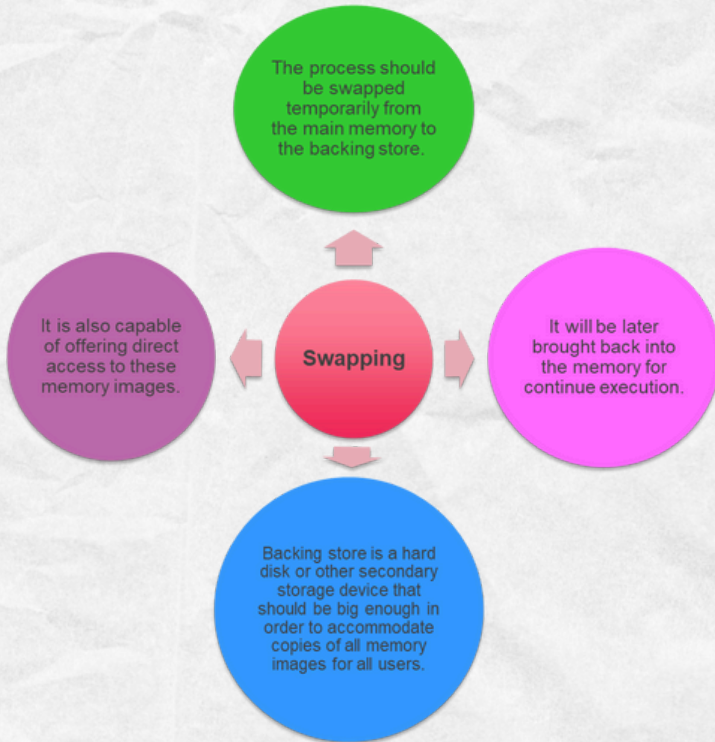 The process should
be swapped
temporarily from
the main memory to
the backing store.
It is also capable
of offering direct
access to these
memory images.
Swapping
It will be later
brought back into
the memory for
continue execution.
Backing store is a hard
disk or other secondary
storage device that
should be big enough in
order to accommodate
copies of all memory
images for all users.